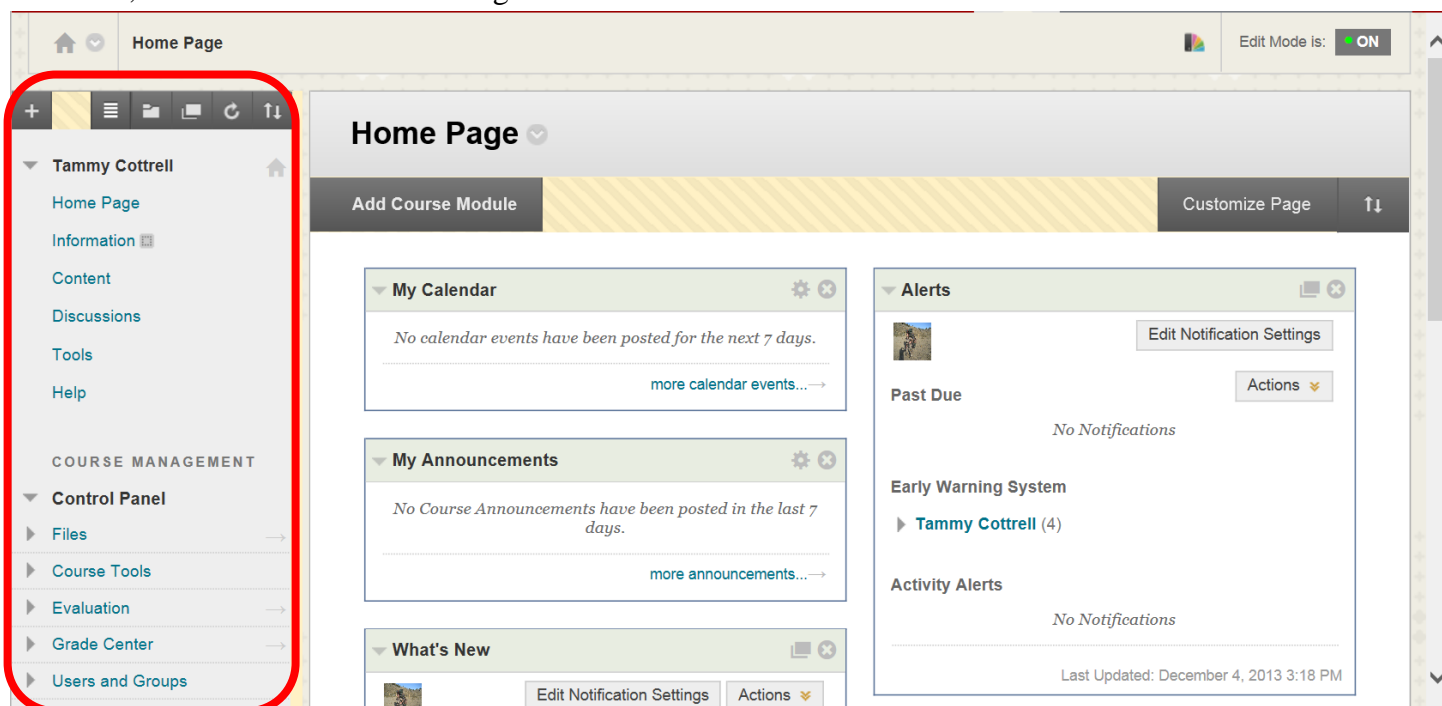 Home Page
Edit Mode is:
ON
Tammy Cottrell
Home Page
Information
Content
Discussions
Tools
Help
COURSE MANAGEMENT
Control Panel
Files
Course Tools
Evaluation
Grade Center
Users and Groups
Home Page
Add Course Module
Customize Page
My Calendar
No calendar events have been posted for the next 7 days.
more calendar events...→
My Announcements
No Course Announcements have been posted in the last 7
days.
more announcements...→
What's New
Edit Notification Settings
Actions
Alerts
Edit Notification Settings
Actions
Past Due
No Notifications
Early Warning System
Tammy Cottrell (4)
Activity Alerts
No Notifications
Last Updated: December 4, 2013 3:18 PM